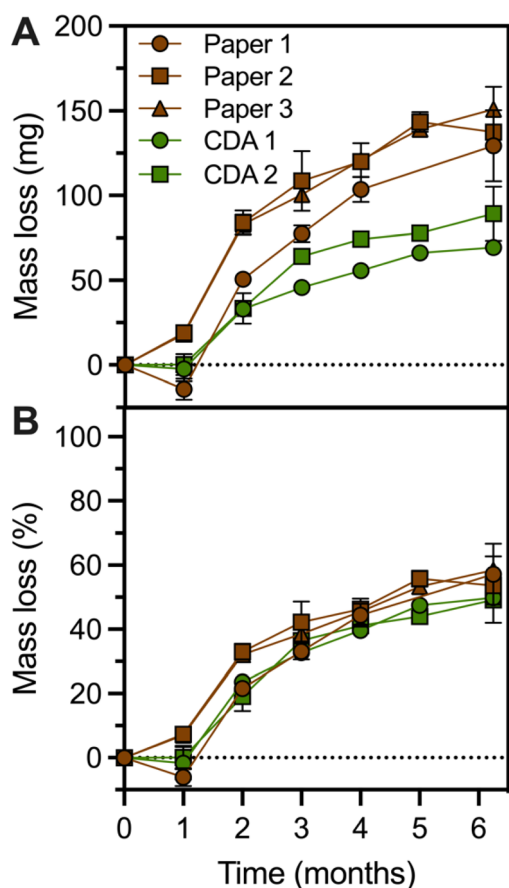 A
Mass loss (mg)
200
150
100
50
0
Paper 1
Paper 2
Paper 3
CDA 1
CDA 2
B
Mass loss (%)
100
80
60
40
20
0
0 1 2 3 4 5 6
Time (months)